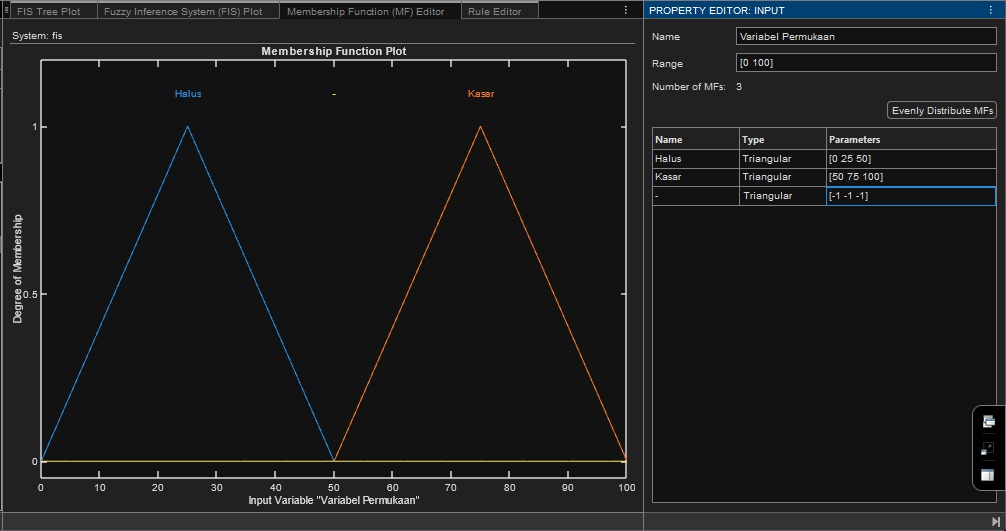 FIS Tree Plot
Fuzzy Inference System (FIS) Plot
Membership Function (MF) Editor
Rule Editor
System: fis
Membership Function Plot
Halus
-
Kasar
1
0.5
0
Degree of Membership
0 10 20 30 40 50 60 70 80 90 100
Input Variable "Variabel Permukaan"
PROPERTY EDITOR: INPUT
Name Variabel Permukaan
Range [0 100]
Number of MFs: 3
Evenly Distribute MFs
Name Type Parameters
Halus Triangular [0 25 50]
Kasar Triangular [50 75 100]
- Triangular [-1 -1 -1]